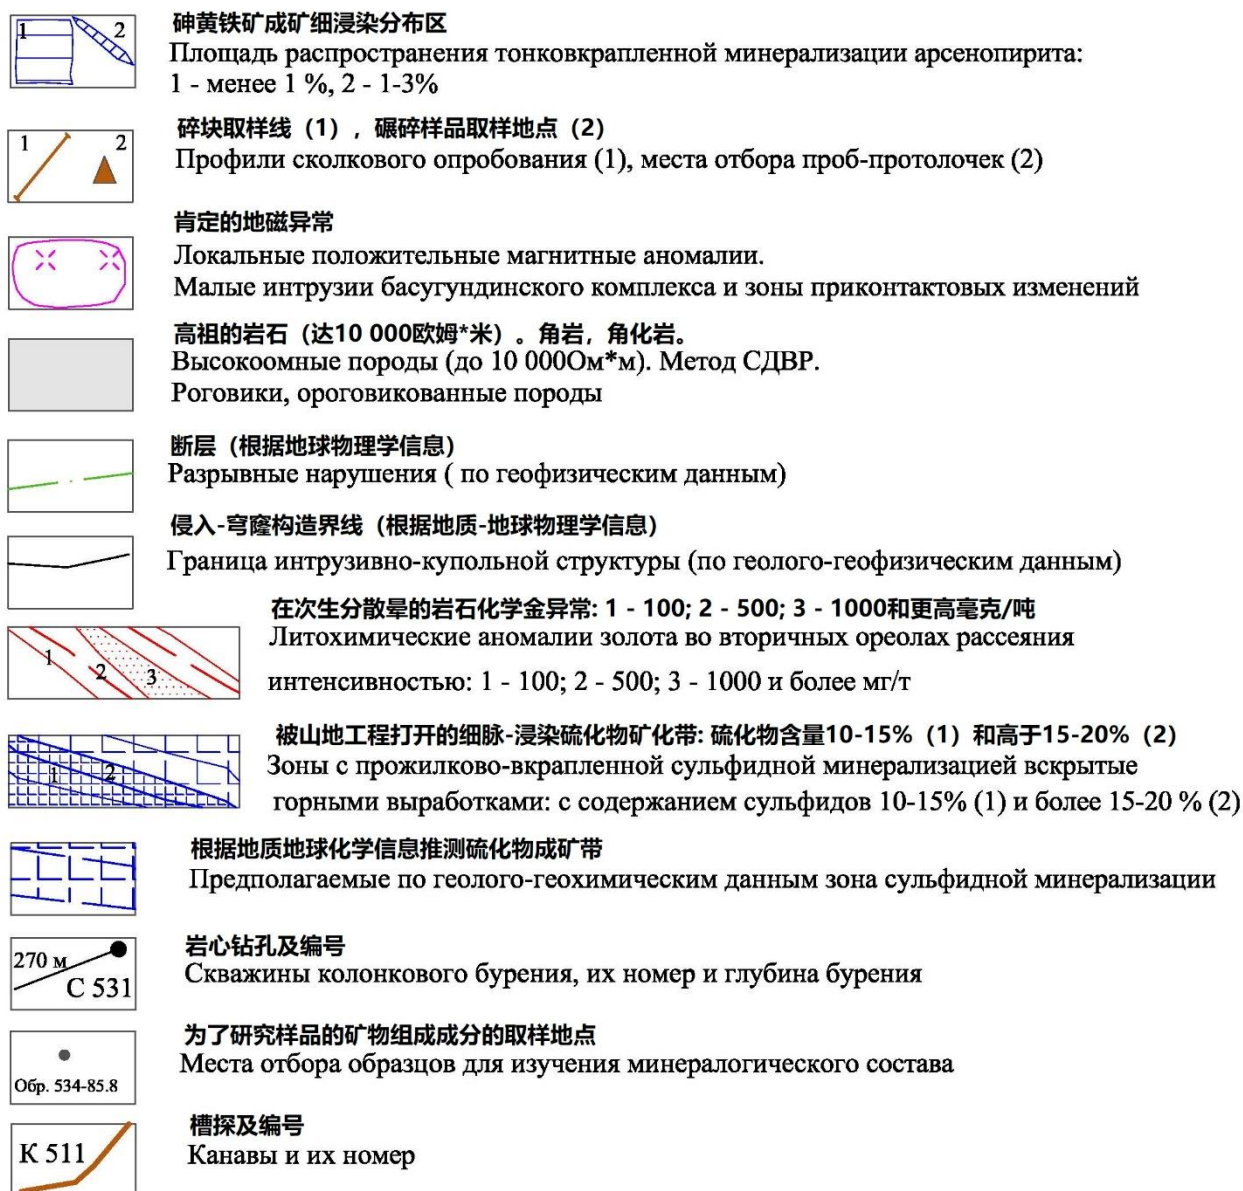 1 2
砷黄铁矿成矿细浸染分布区
Площадь распространения тонковкрапленной минерализации арсенопирита:
1 - менее 1 %, 2 - 1-3%
1 2
碎块取样线（1），碾碎样品取样地点（2）
Профили сколкового опробования (1), места отбора проб-протолочек (2)
肯定的地磁异常
Локальные положительные магнитные аномалии.
Малые интрузии басугундинского комплекса и зоны приконтактовых изменений
高祖的岩石（达10 000欧姆*米）。角岩，角化岩。
Высокоомные породы (до 10 000Ом*м). Метод СДВР.
Роговики, ороговикованные породы
断层（根据地球物理学信息）
Разрывные нарушения ( по геофизическим данным)
侵入-穹窿构造界线（根据地质-地球物理学信息）
Граница интрузивно-купольной структуры (по геолого-геофизическим данным)
在次生分散晕的岩石化学金异常: 1 - 100; 2 - 500; 3 - 1000和更高毫克/吨
Литохимические аномалии золота во вторичных ореолах рассеяния
1 2 3
интенсивностью: 1 - 100; 2 - 500; 3 - 1000 и более мг/т
被山地工程打开的细脉-浸染硫化物矿化带: 硫化物含量10-15%（1）和高于15-20%（2）
Зоны с прожилково-вкрапленной сульфидной минерализацией вскрытые
1 2
горными выработками: с содержанием сульфидов 10-15% (1) и более 15-20 % (2)
根据地质地球化学信息推测硫化物成矿带
Предполагаемые по геолого-геохимическим данным зона сульфидной минерализации
岩心钻孔及编号
270 м
С 531
Скважины колонкового бурения, их номер и глубина бурения
为了研究样品的矿物组成成分的取样地点
Места отбора образцов для изучения минералогического состава
Обр. 534-85.8
槽探及编号
К 511
Канавы и их номер